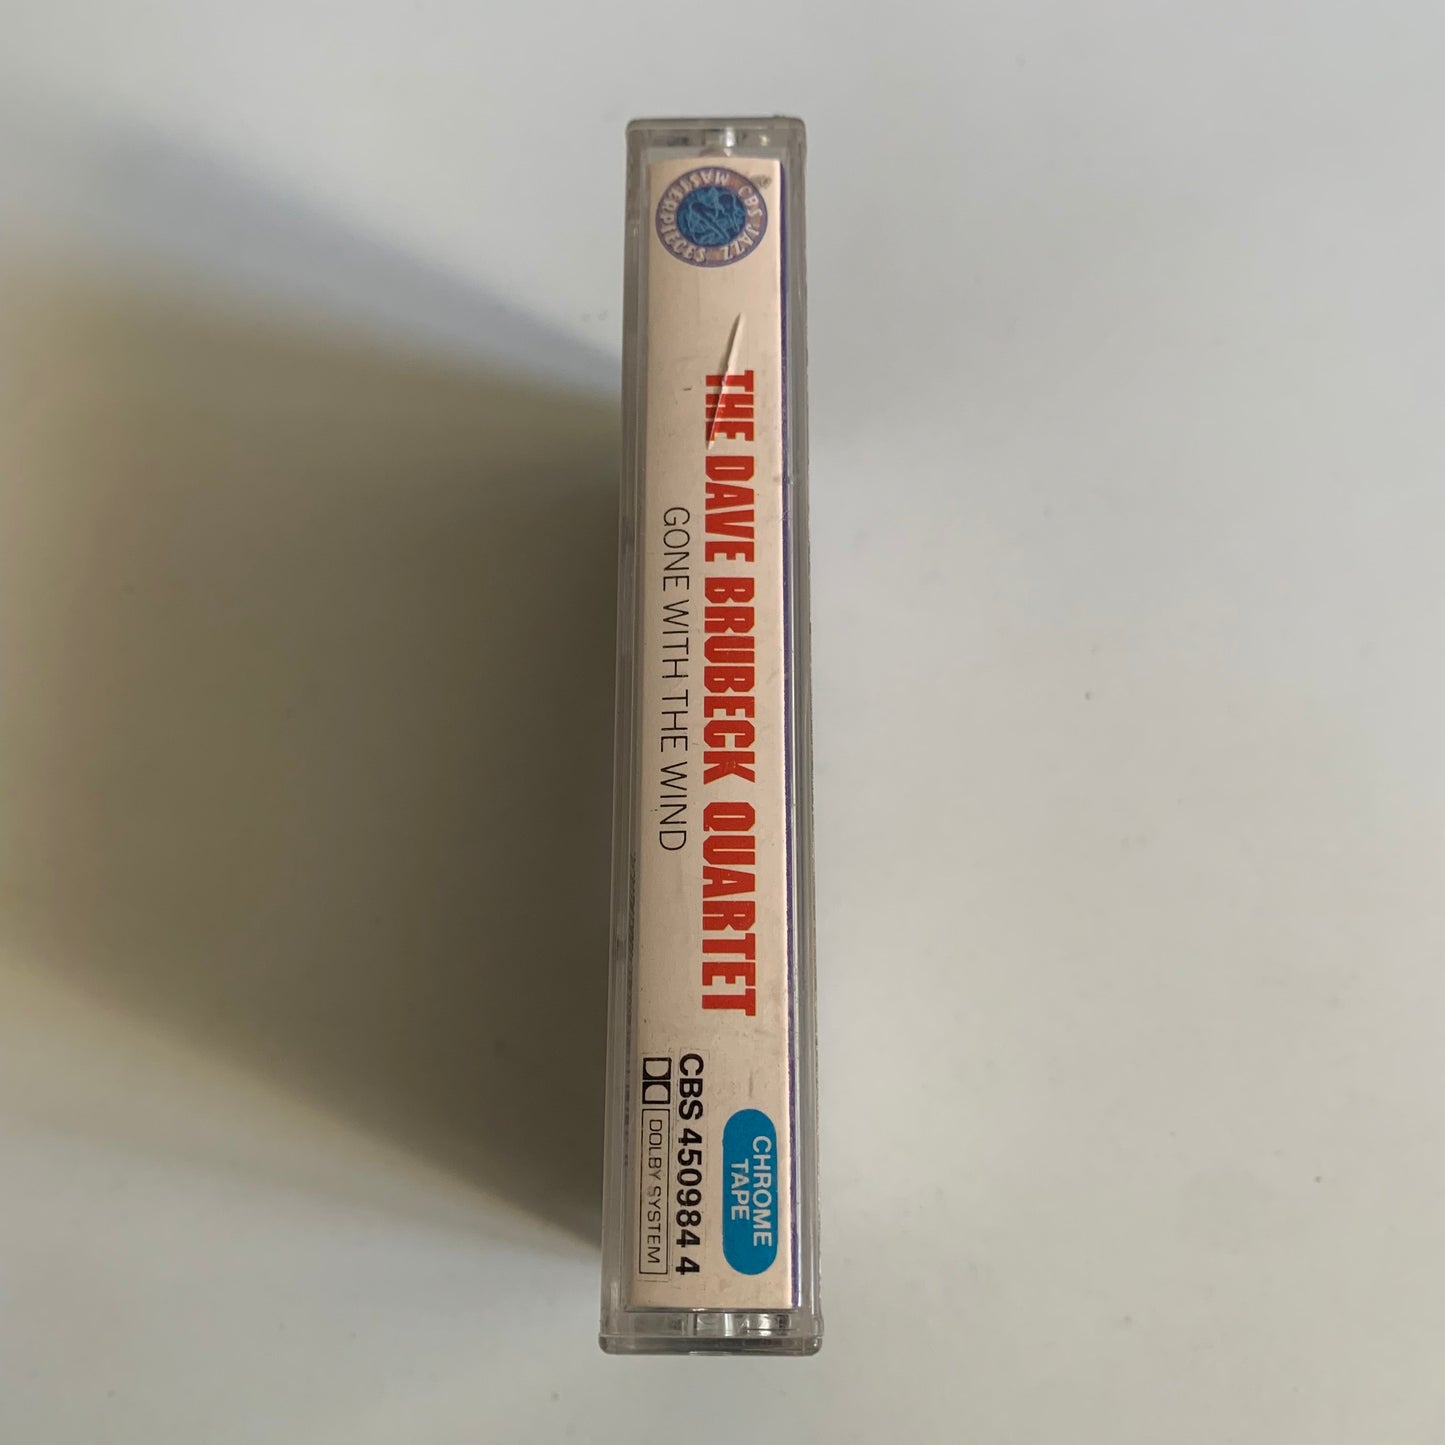 CBS JAZZ MASTERPIECES
THE DAVE BRUBECK QUARTET
GONE WITH THE WIND
CHROME
TAPE
CBS 450984 4
DOLBY SYSTEM